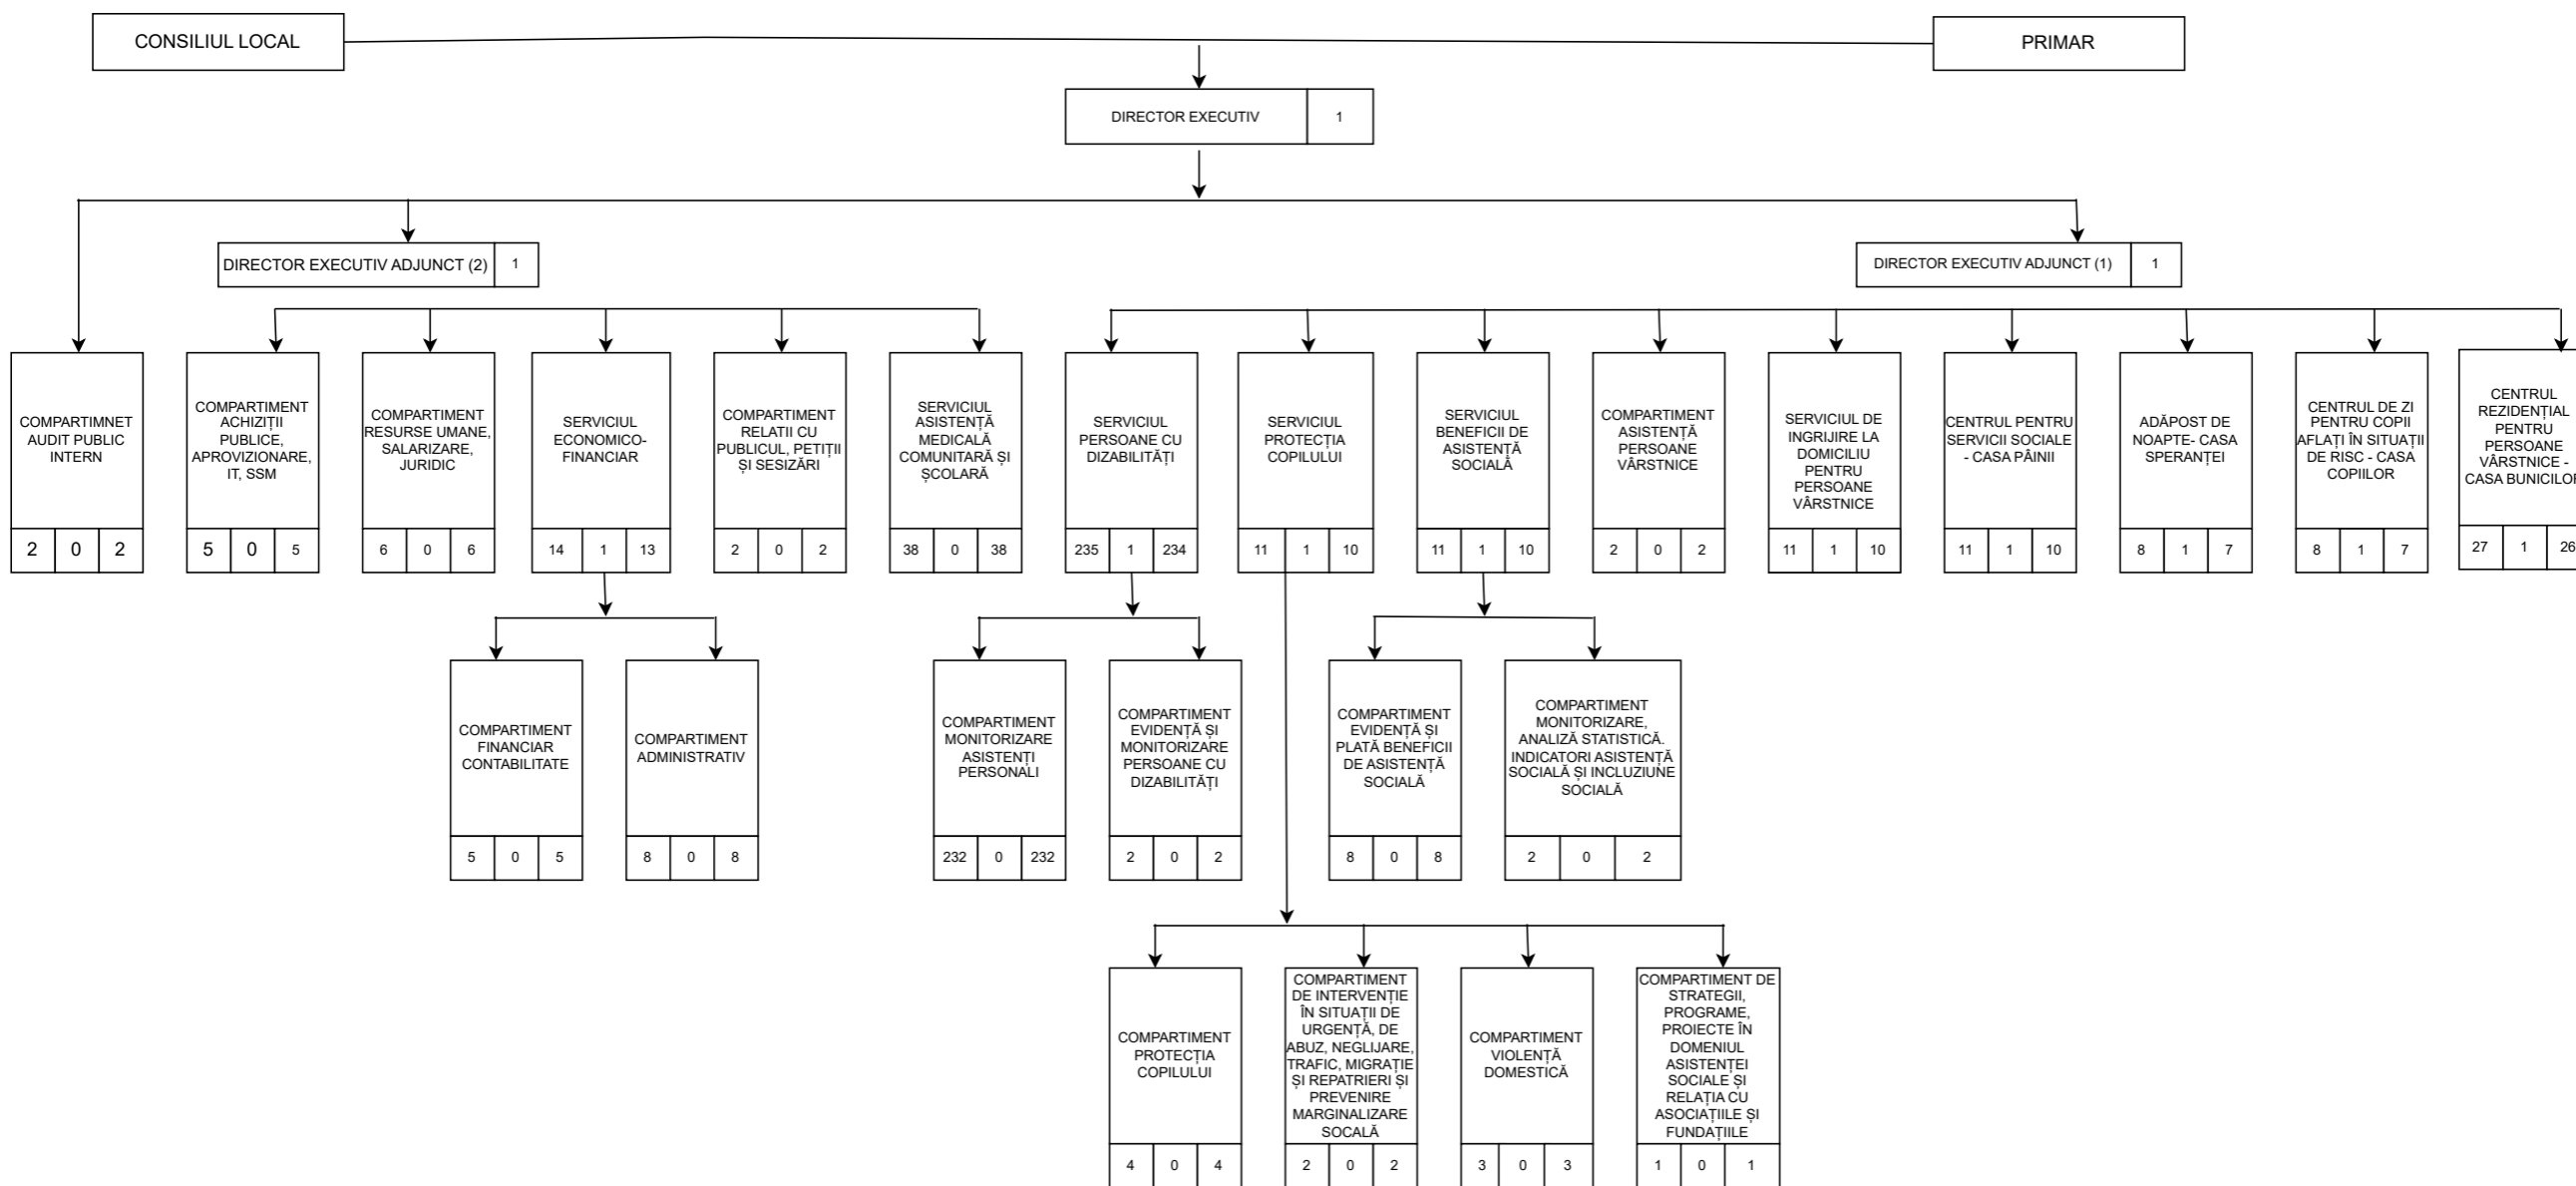 CONSILIUL LOCAL
PRIMAR
DIRECTOR EXECUTIV 1
DIRECTOR EXECUTIV ADJUNCT (2) 1
DIRECTOR EXECUTIV ADJUNCT (1) 1
COMPARTIMNET
AUDIT PUBLIC
INTERN
2 0 2
COMPARTIMENT
ACHIZIȚII
PUBLICE,
APROVIZIONARE,
IT, SSM
5 0 5
COMPARTIMENT
RESURSE UMANE,
SALARIZARE,
JURIDIC
6 0 6
SERVICIUL
ECONOMICO-
FINANCIAR
14 1 13
COMPARTIMENT
RELATII CU
PUBLICUL, PETIȚII
ȘI SESIZĂRI
2 0 2
SERVICIUL
ASISTENȚĂ
MEDICALĂ
COMUNITARĂ ȘI
ȘCOLARĂ
38 0 38
SERVICIUL
PERSOANE CU
DIZABILITĂȚI
235 1 234
SERVICIUL
PROTECȚIA
COPILULUI
11 1 10
SERVICIUL
BENEFICII DE
ASISTENȚĂ
SOCIALĂ
11 1 10
COMPARTIMENT
ASISTENȚĂ
PERSOANE
VÂRSTNICE
2 0 2
SERVICIUL DE
INGRIJIRE LA
DOMICILIU
PENTRU
PERSOANE
VÂRSTNICE
11 1 10
CENTRUL PENTRU
SERVICII SOCIALE
- CASA PÂINII
11 1 10
ADĂPOST DE
NOAPTE- CASA
SPERANȚEI
8 1 7
CENTRUL DE ZI
PENTRU COPII
AFLAȚI ÎN SITUAȚII
DE RISC - CASA
COPIILOR
8 1 7
CENTRUL
REZIDENȚIAL
PENTRU
PERSOANE
VÂRSTNICE -
CASA BUNICILOR
27 1 26
COMPARTIMENT
FINANCIAR
CONTABILITATE
5 0 5
COMPARTIMENT
ADMINISTRATIV
8 0 8
COMPARTIMENT
MONITORIZARE
ASISTENȚI
PERSONALI
232 0 232
COMPARTIMENT
EVIDENȚĂ ȘI
MONITORIZARE
PERSOANE CU
DIZABILITĂȚI
2 0 2
COMPARTIMENT
EVIDENȚĂ ȘI
PLATĂ BENEFICII
DE ASISTENȚĂ
SOCIALĂ
8 0 8
COMPARTIMENT
MONITORIZARE,
ANALIZĂ STATISTICĂ.
INDICATORI ASISTENȚĂ
SOCIALĂ ȘI INCLUZIUNE
SOCIALĂ
2 0 2
COMPARTIMENT
PROTECȚIA
COPILULUI
4 0 4
COMPARTIMENT
DE INTERVENȚIE
ÎN SITUAȚII DE
URGENȚĂ, DE
ABUZ, NEGLIJARE,
TRAFIC, MIGRAȚIE
ȘI REPATRIERI ȘI
PREVENIRE
MARGINALIZARE
SOCALĂ
2 0 2
COMPARTIMENT
VIOLENȚĂ
DOMESTICĂ
3 0 3
COMPARTIMENT DE
STRATEGII,
PROGRAME,
PROIECTE ÎN
DOMENIUL
ASISTENȚEI
SOCIALE ȘI
RELAȚIA CU
ASOCIAȚIILE ȘI
FUNDAȚIILE
1 0 1